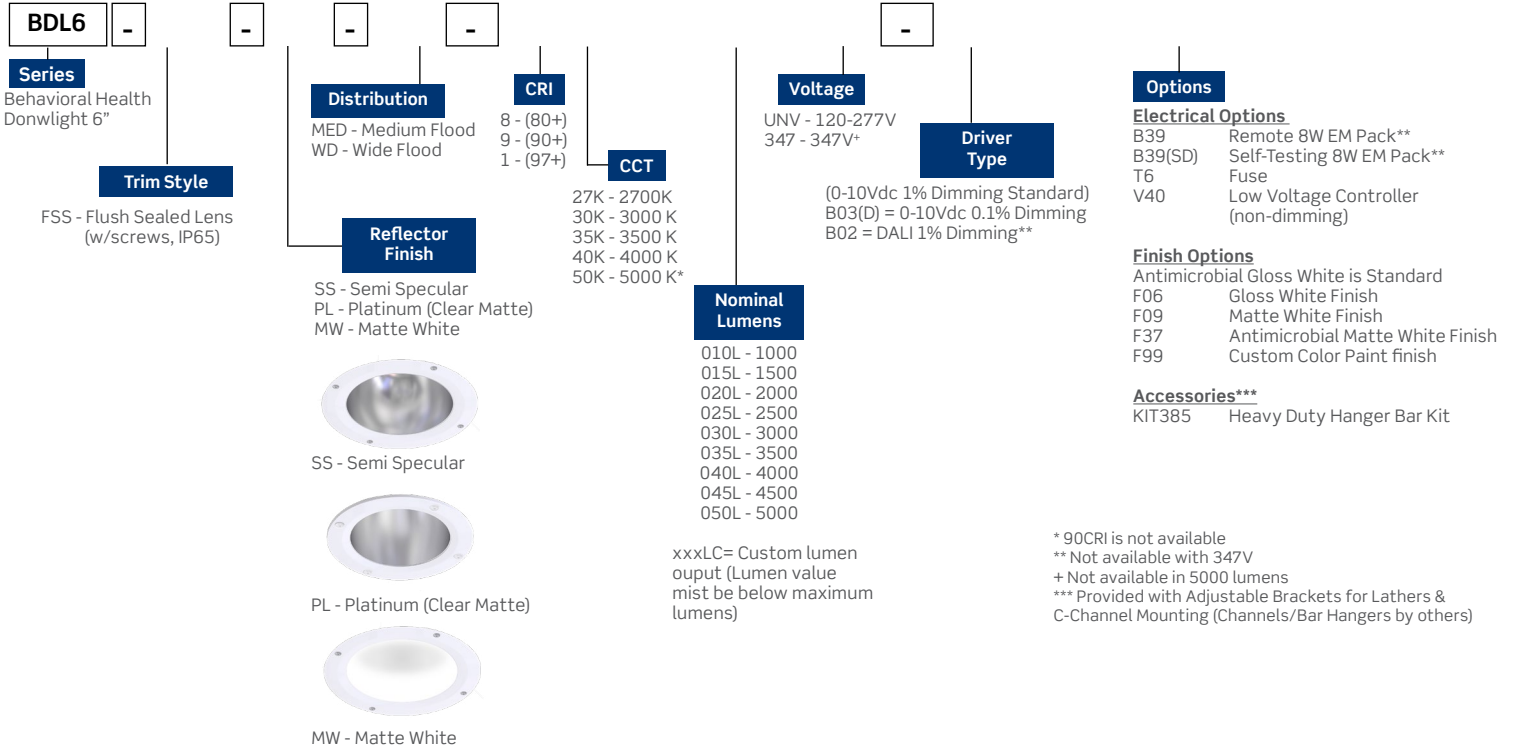 BDL6 - - - - -
Series
Behavioral Health
Donwlight 6”
Trim Style
FSS - Flush Sealed Lens
(w/screws, IP65)
Reflector
Finish
SS - Semi Specular
PL - Platinum (Clear Matte)
MW - Matte White
SS - Semi Specular
PL - Platinum (Clear Matte)
MW - Matte White
Distribution
MED - Medium Flood
WD - Wide Flood
CRI
8 - (80+)
9 - (90+)
1 - (97+)
CCT
27K - 2700K
30K - 3000 K
35K - 3500 K
40K - 4000 K
50K - 5000 K*
Nominal
Lumens
010L - 1000
015L - 1500
020L - 2000
025L - 2500
030L - 3000
035L - 3500
040L - 4000
045L - 4500
050L - 5000
xxxLC= Custom lumen
ouput (Lumen value
mist be below maximum
lumens)
Voltage
UNV - 120-277V
347 - 347V+
Driver
Type
(0-10Vdc 1% Dimming Standard)
B03(D) = 0-10Vdc 0.1% Dimming
B02 = DALI 1% Dimming**
Options
Electrical Options
B39 Remote 8W EM Pack**
B39(SD) Self-Testing 8W EM Pack**
T6 Fuse
V40 Low Voltage Controller
(non-dimming)
Finish Options
Antimicrobial Gloss White is Standard
F06 Gloss White Finish
F09 Matte White Finish
F37 Antimicrobial Matte White Finish
F99 Custom Color Paint finish
Accessories***
KIT385 Heavy Duty Hanger Bar Kit
* 90CRI is not available
** Not available with 347V
+ Not available in 5000 lumens
*** Provided with Adjustable Brackets for Lathers &
C-Channel Mounting (Channels/Bar Hangers by others)